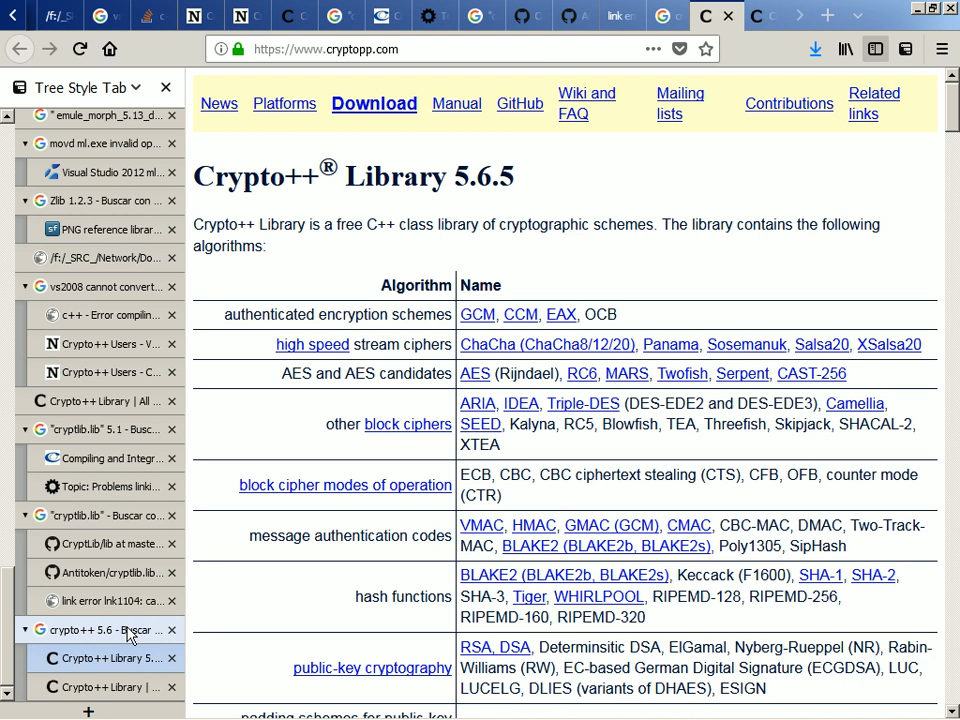 /f:/_
https://www.cryptopp.com
Tree Style Tab
"emule_morph_5.13_d...
movd ml.exe invalid op...
Visual Studio 2012 ml...
Zlib 1.2.3 - Buscar con ...
PNG reference librar...
/f:/_SRC_/Network/Do...
vs2008 cannot convert...
c++ - Error compilin...
Crypto++ Users - V...
Crypto++ Users - C...
Crypto++ Library | All ...
"cryptlib.lib" 5.1 - Busc...
Compiling and Integr...
Topic: Problems linki...
"cryptlib.lib" - Buscar co...
CryptLib/lib at maste...
Antitoken/cryptlib.lib...
link error lnk1104: ca...
crypto++ 5.6 - Buscar ...
Crypto++ Library 5....
Crypto++ Library | ...
News Platforms Download Manual GitHub Wiki and FAQ Mailing lists Contributions Related links
Crypto++® Library 5.6.5
Crypto++ Library is a free C++ class library of cryptographic schemes. The library contains the following
algorithms:
Algorithm Name
authenticated encryption schemes GCM, CCM, EAX, OCB
high speed stream ciphers ChaCha (ChaCha8/12/20), Panama, Sosemanuk, Salsa20, XSalsa20
AES and AES candidates AES (Rijndael), RC6, MARS, Twofish, Serpent, CAST-256
other block ciphers ARIA, IDEA, Triple-DES (DES-EDE2 and DES-EDE3), Camellia,
SEED, Kalyna, RC5, Blowfish, TEA, Threefish, Skipjack, SHACAL-2,
XTEA
block cipher modes of operation ECB, CBC, CBC ciphertext stealing (CTS), CFB, OFB, counter mode
(CTR)
message authentication codes VMAC, HMAC, GMAC (GCM), CMAC, CBC-MAC, DMAC, Two-Track-
MAC, BLAKE2 (BLAKE2b, BLAKE2s), Poly1305, SipHash
hash functions BLAKE2 (BLAKE2b, BLAKE2s), Keccack (F1600), SHA-1, SHA-2,
SHA-3, Tiger, WHIRLPOOL, RIPEMD-128, RIPEMD-256,
RIPEMD-160, RIPEMD-320
public-key cryptography RSA, DSA, Determinsitic DSA, ElGamal, Nyberg-Rueppel (NR), Rabin-
Williams (RW), EC-based German Digital Signature (ECGDSA), LUC,
LUCELG, DLIES (variants of DHAES), ESIGN
padding schemes for public-key